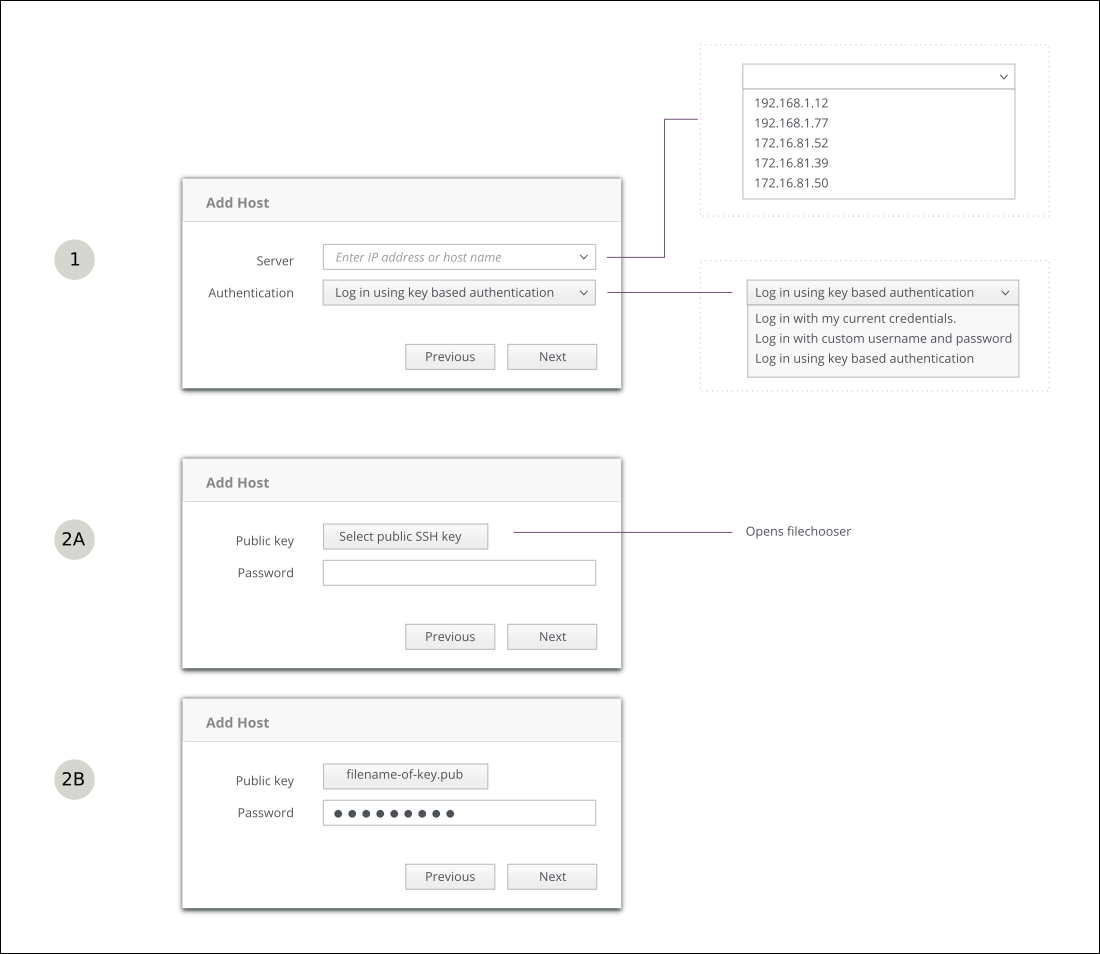 192.168.1.12
192.168.1.77
172.16.81.52
172.16.81.39
172.16.81.50
1
Add Host
Server Enter IP address or host name
Authentication Log in using key based authentication
Previous Next
Log in using key based authentication
Log in with my current credentials.
Log in with custom username and password
Log in using key based authentication
2A
Add Host
Public key Select public SSH key
Opens filechooser
Password
Previous Next
2B
Add Host
Public key filename-of-key.pub
Password ●●●●●●●●●
Previous Next